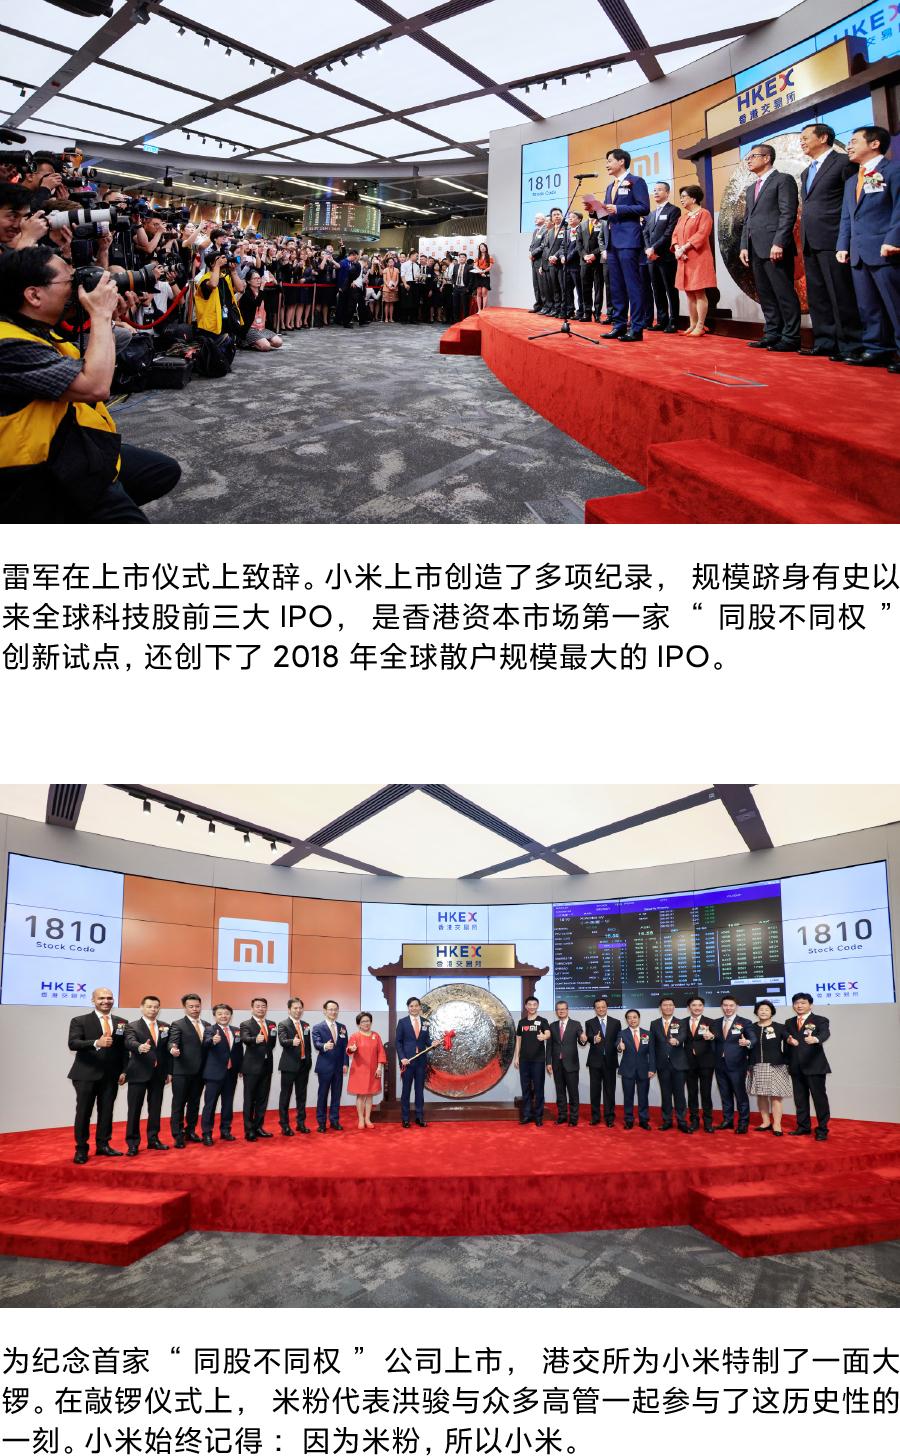 HKEX
交易所
HKEX
香港交易所
1810
Stock Code
MI
雷军在上市仪式上致辞。小米上市创造了多项纪录， 规模跻身有史以
来全球科技股前三大 IPO， 是香港资本市场第一家 “ 同股不同权 ”
创新试点，还创下了 2018 年全球散户规模最大的 IPO。
1810
Stock Code
HKEX
香港交易所
MI
HKEX
香港交易所
HKEX
香港交易所
1810
Stock Code
HKEX
香港交易所
为纪念首家 “ 同股不同权 ” 公司上市， 港交所为小米特制了一面大
锣。在敲锣仪式上， 米粉代表洪骏与众多高管一起参与了这历史性的
一刻。小米始终记得： 因为米粉，所以小米。